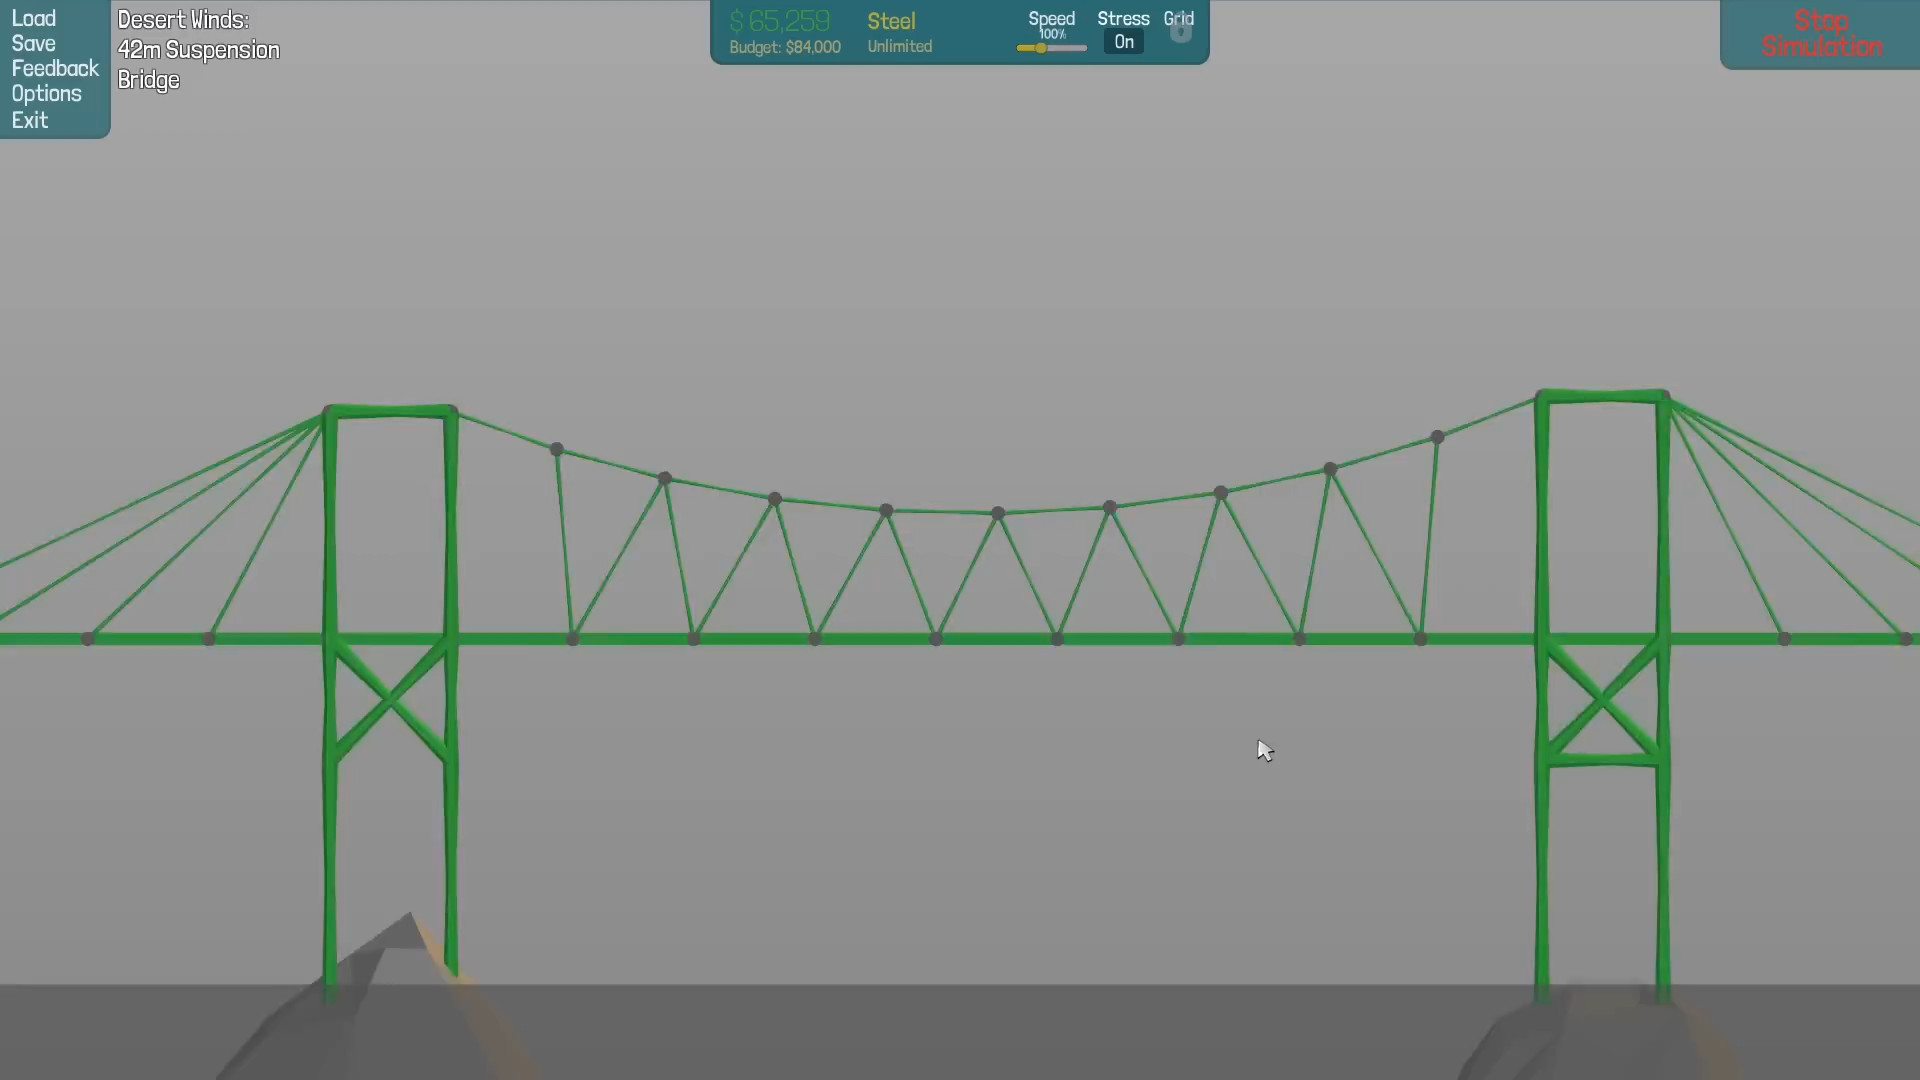 Load
Save
Feedback
Options
Exit
Desert Winds:
42m Suspension
Bridge
$ 65,259
Budget: $84,000
Steel
Unlimited
Speed
100%
Stress
On
Grid
Stop
Simulation